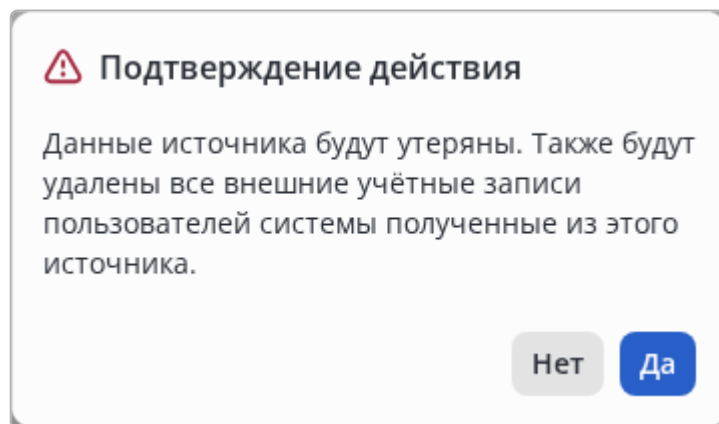 Подтверждение действия
Данные источника будут утеряны. Также будут
удалены все внешние учётные записи
пользователей системы полученные из этого
источника.
Нет Да